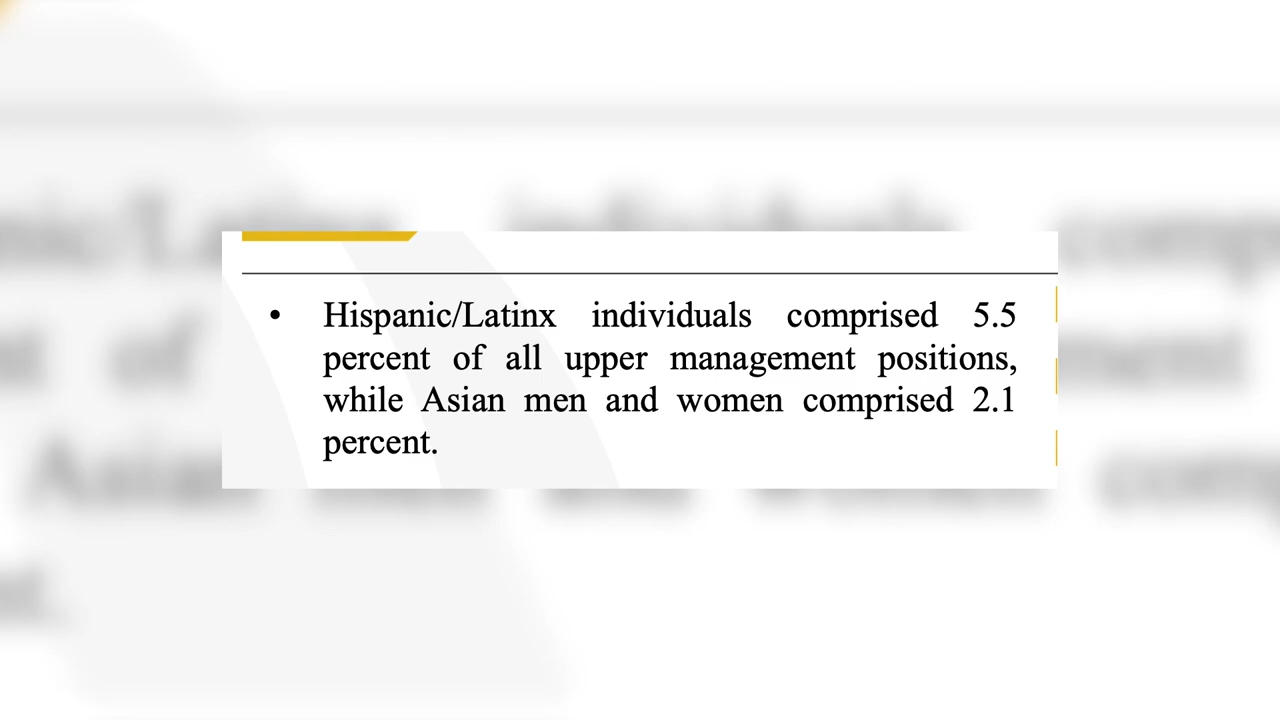 • Hispanic/Latinx individuals comprised 5.5
percent of all upper management positions,
while Asian men and women comprised 2.1
percent.